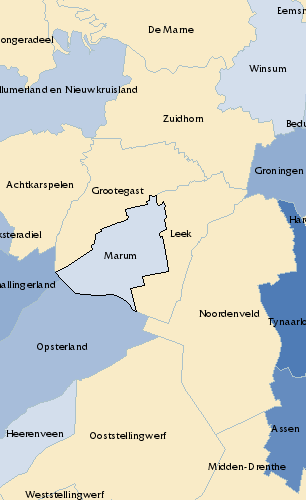 De Marne
Eemsm
ongeradeel
Winsum
llumerland en Nieuwkruisland
Zuidhorn
Bedu
Groningen
Achtkarspelen
Grootegast
Har
ksteradiel
Leek
Marum
allingerland
Noordenveld
Tynaarlo
Opsterland
Assen
Heerenveen
Ooststellingwerf
Midden-Drenthe
Weststellingwerf